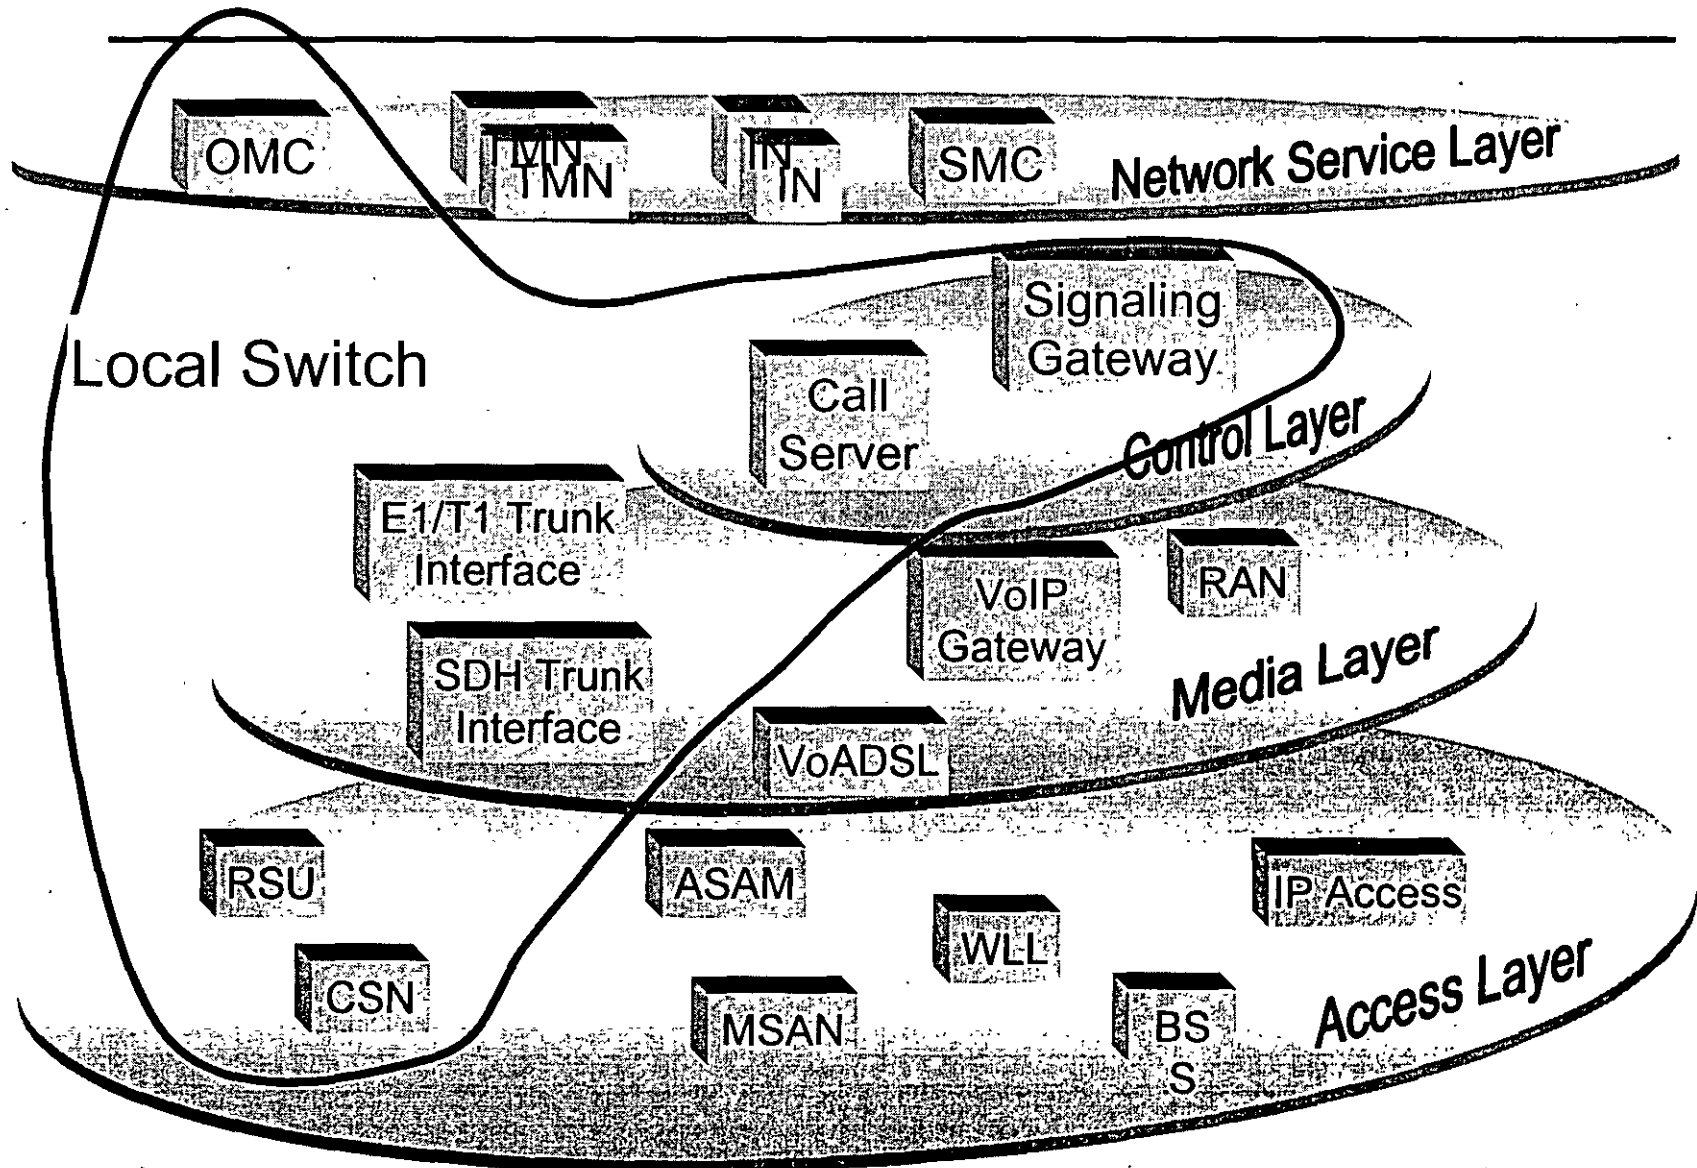 OMC
TMN
TMN
IN
IN
SMC
Network Service Layer
Signaling
Gateway
Local Switch
Call
Server
Control Layer
E1/T1 Trunk
Interface
VoIP
Gateway
RAN
SDH Trunk
Interface
Media Layer
VoADSL
RSU
ASAM
IP Access
WLL
CSN
MSAN
BS
S
Access Layer